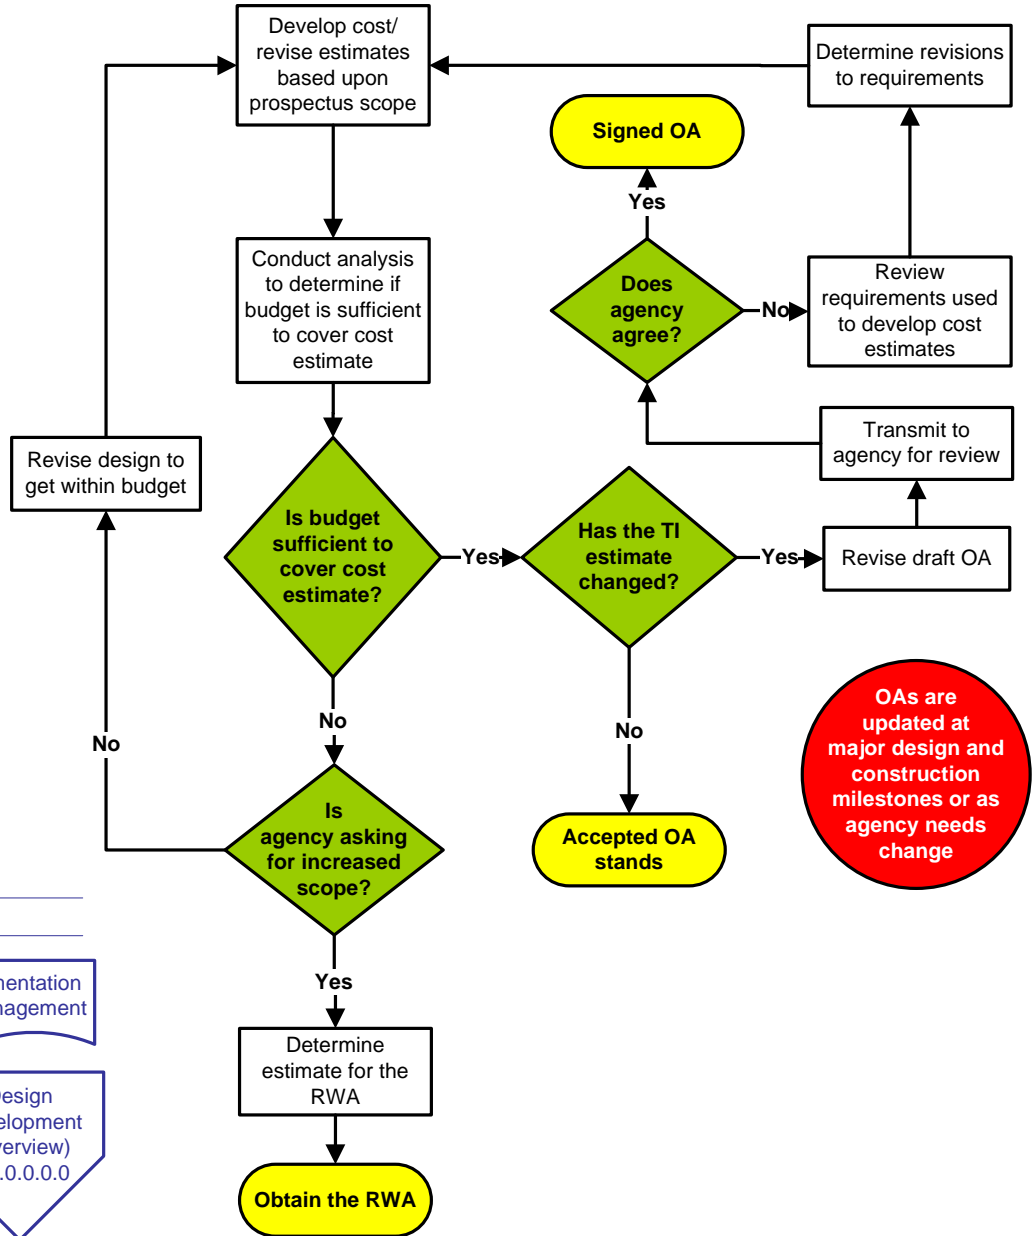 Develop cost/
revise estimates
based upon
prospectus scope
Determine revisions
to requirements
Signed OA
Yes
Conduct analysis
to determine if
budget is sufficient
to cover cost
estimate
Does
agency
agree?
No
Review
requirements used
to develop cost
estimates
Revise design to
get within budget
Transmit to
agency for review
Is budget
sufficient to
cover cost
estimate?
Yes
Has the TI
estimate
changed?
Yes
Revise draft OA
No
No
No
OAs are
updated at
major design and
construction
milestones or as
agency needs
change
Is
agency asking
for increased
scope?
Accepted OA
stands
Yes
Determine
estimate for the
RWA
Obtain the RWA